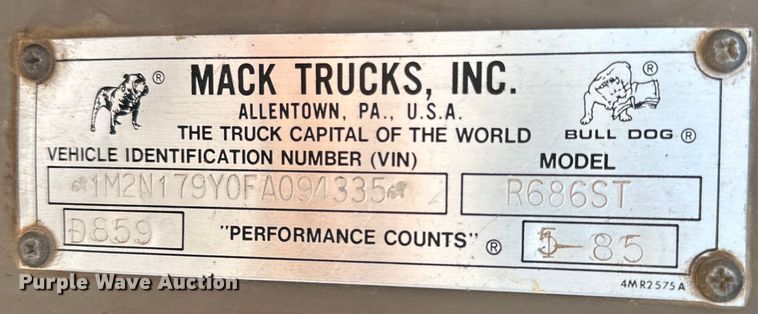 MACK TRUCKS, INC.
ALLENTOWN, PA., U.S.A.
THE TRUCK CAPITAL OF THE WORLD
® ®
BULL DOG ®
VEHICLE IDENTIFICATION NUMBER (VIN) MODEL
1M2N179Y0FA094335 R686ST
D859 "PERFORMANCE COUNTS" ® 5-85
4MR2575A
Purple Wave Auction